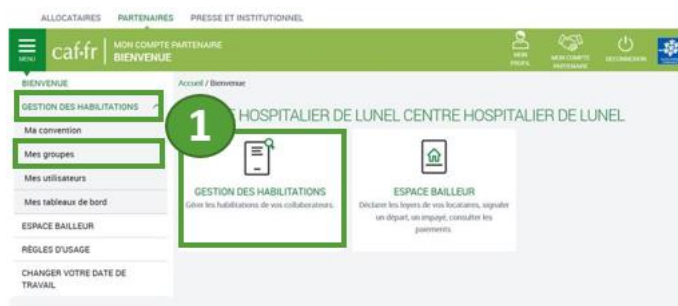 ALLOCATAIRES PARTENAIRES PRESSE ET INSTITUTIONNEL
MENU caf·fr MON COMPTE PARTENAIRE
BIENVENUE
MON PROFIL MON COMPTE PARTENAIRE DECONNEXION
BIENVENUE
Accueil / Bienvenue
GESTION DES HABILITATIONS
Ma convention
Mes groupes
Mes utilisateurs
Mes tableaux de bord
ESPACE BAILLEUR
RÈGLES D'USAGE
CHANGER VOTRE DATE DE
TRAVAIL
1
HOSPITALIER DE LUNEL CENTRE HOSPITALIER DE LUNEL
GESTION DES HABILITATIONS
Gérer les habilitations de vos collaborateurs.
ESPACE BAILLEUR
Déclarer les loyers de vos locataires, signaler
un départ, un impayé, consulter les
paiements.